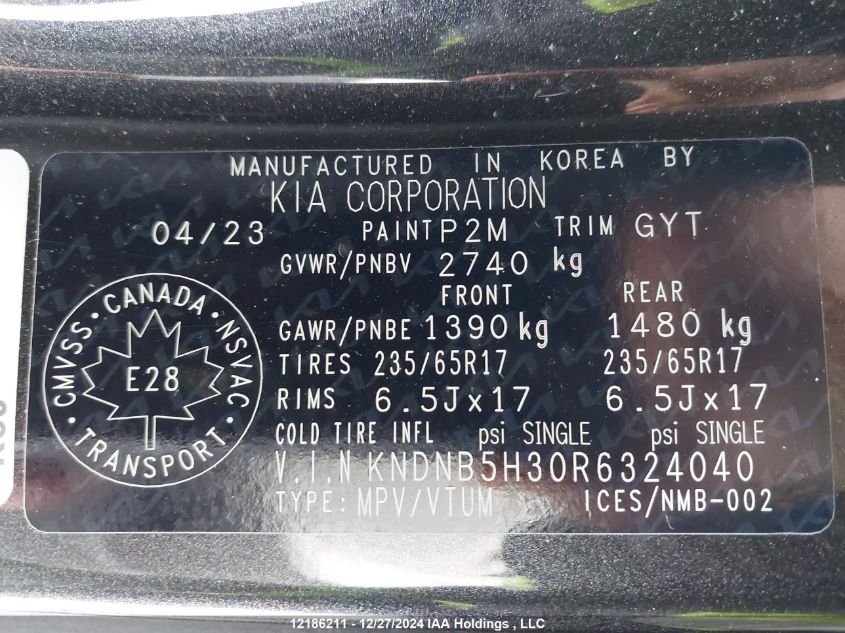 MANUFACTURED IN KOREA BY
KIA CORPORATION
04/23 PAINT P2M TRIM GYT
GVWR/PNBV 2740 kg
FRONT REAR
GAWR/PNBE 1390 kg 1480 kg
TIRES 235/65R17 235/65R17
RIMS 6.5Jx17 6.5Jx17
COLD TIRE INFL psi SINGLE psi SINGLE
V.I.N KNDNB5H30R6324040
TYPE: MPV/VTUM ICES/NMB-002
CMVSS · CANADA · NSVAC
E28
· TRANSPORT ·
12186211 - 12/27/2024 IAA Holdings , LLC